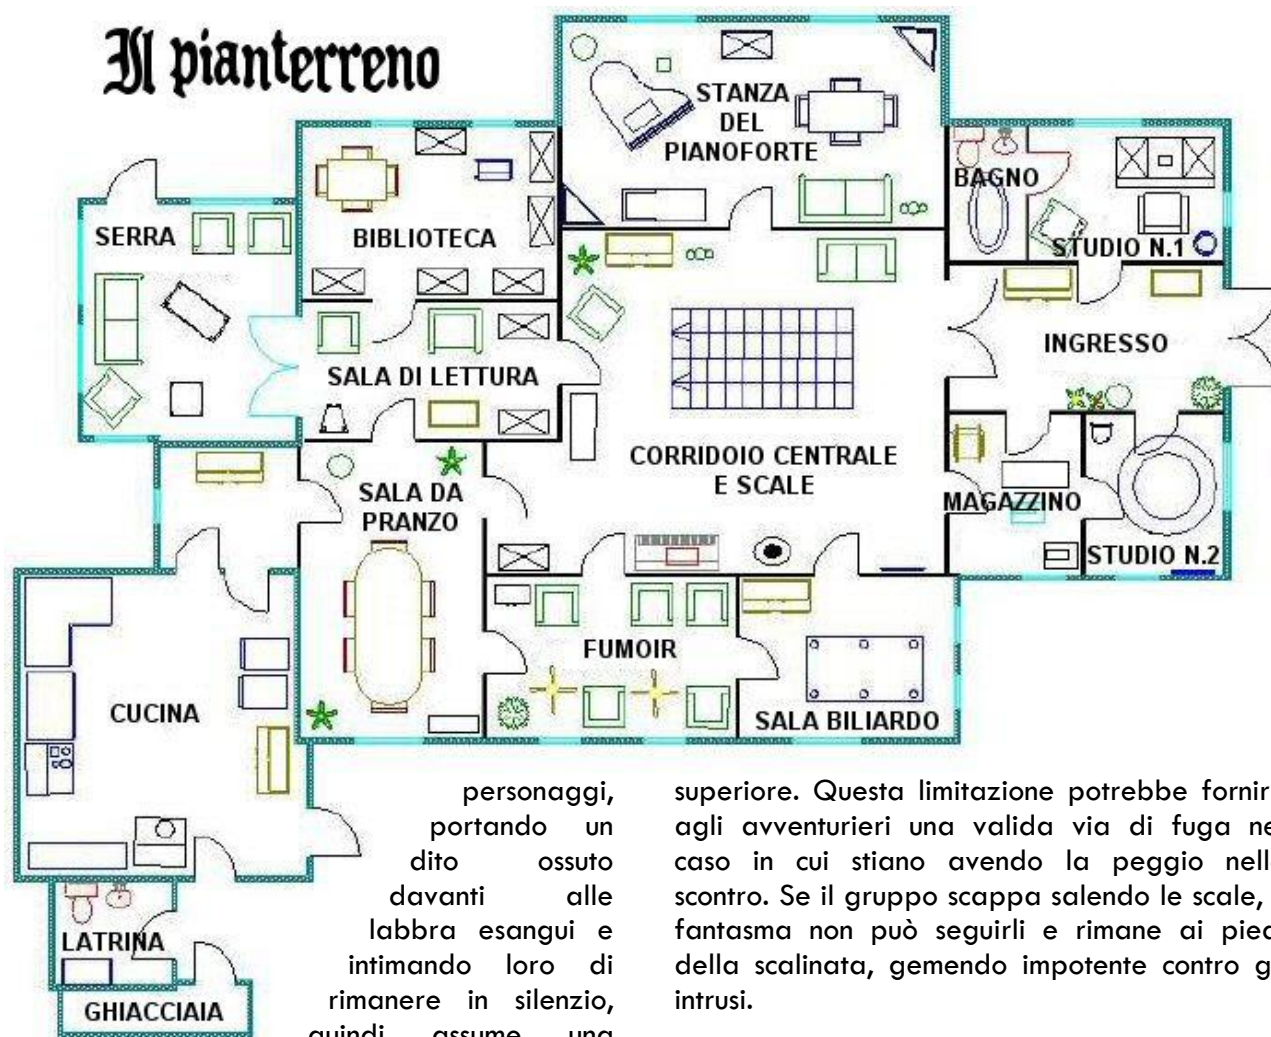 Il pianterreno
STANZA
DEL
PIANOFORTE
BAGNO
SERRA
BIBLIOTECA
STUDIO N.1
INGRESSO
SALA DI LETTURA
CORRIDOIO CENTRALE
E SCALE
SALA DA
PRANZO
MAGAZZINO
STUDIO N.2
FUMOIR
CUCINA
SALA BILIARDO
LATRINA
GHIACCIAIA
personaggi,
portando un
dito ossuto
davanti alle
labbra esangui e
intimando loro di
rimanere in silenzio,
quindi assume una
superiore. Questa limitazione potrebbe fornir
agli avventurieri una valida via di fuga ne
caso in cui stiano avendo la peggio nell
scontro. Se il gruppo scappa salendo le scale,
fantasma non può seguirli e rimane ai pied
della scalinata, gemendo impotente contro g
intrusi.